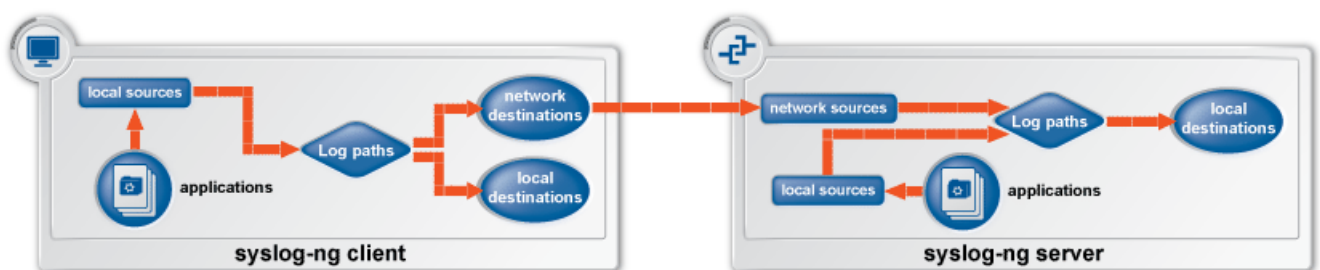 local sources
applications
Log paths
network
destinations
local
destinations
syslog-ng client
network sources
local sources
applications
Log paths
local
destinations
syslog-ng server